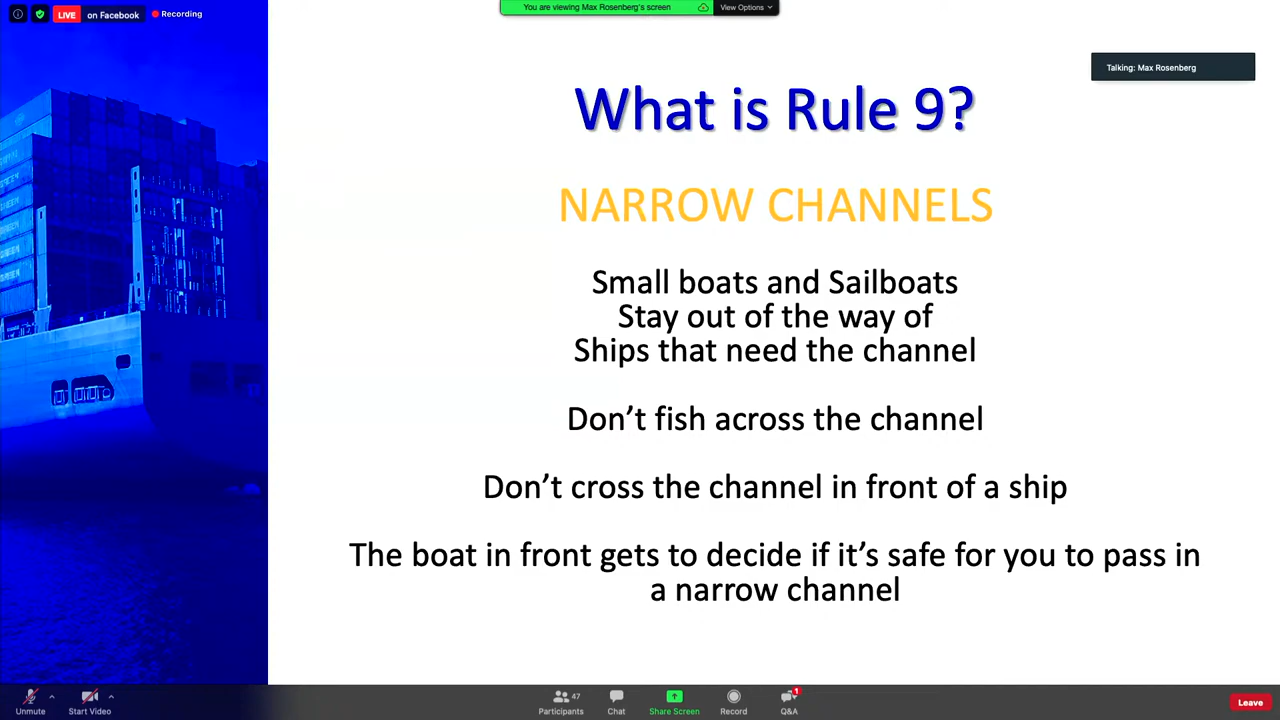 LIVE on Facebook Recording
You are viewing Max Rosenberg's screen View Options
Talking: Max Rosenberg
What is Rule 9?
NARROW CHANNELS
Small boats and Sailboats
Stay out of the way of
Ships that need the channel
Don't fish across the channel
Don't cross the channel in front of a ship
The boat in front gets to decide if it's safe for you to pass in
a narrow channel
Unmute Start Video Participants 47 Chat Share Screen Record Q&A 1 Leave